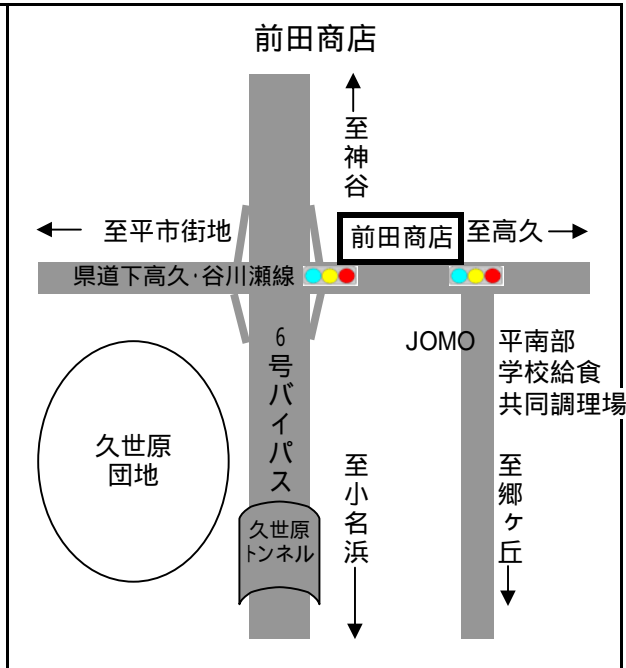 前田商店
至神谷
至平市街地
前田商店
至高久
県道下高久・谷川瀬線
6号バイパス
JOMO
平南部
学校給食
共同調理場
久世原
団地
至小名浜
至郷ヶ丘
久世原
トンネル